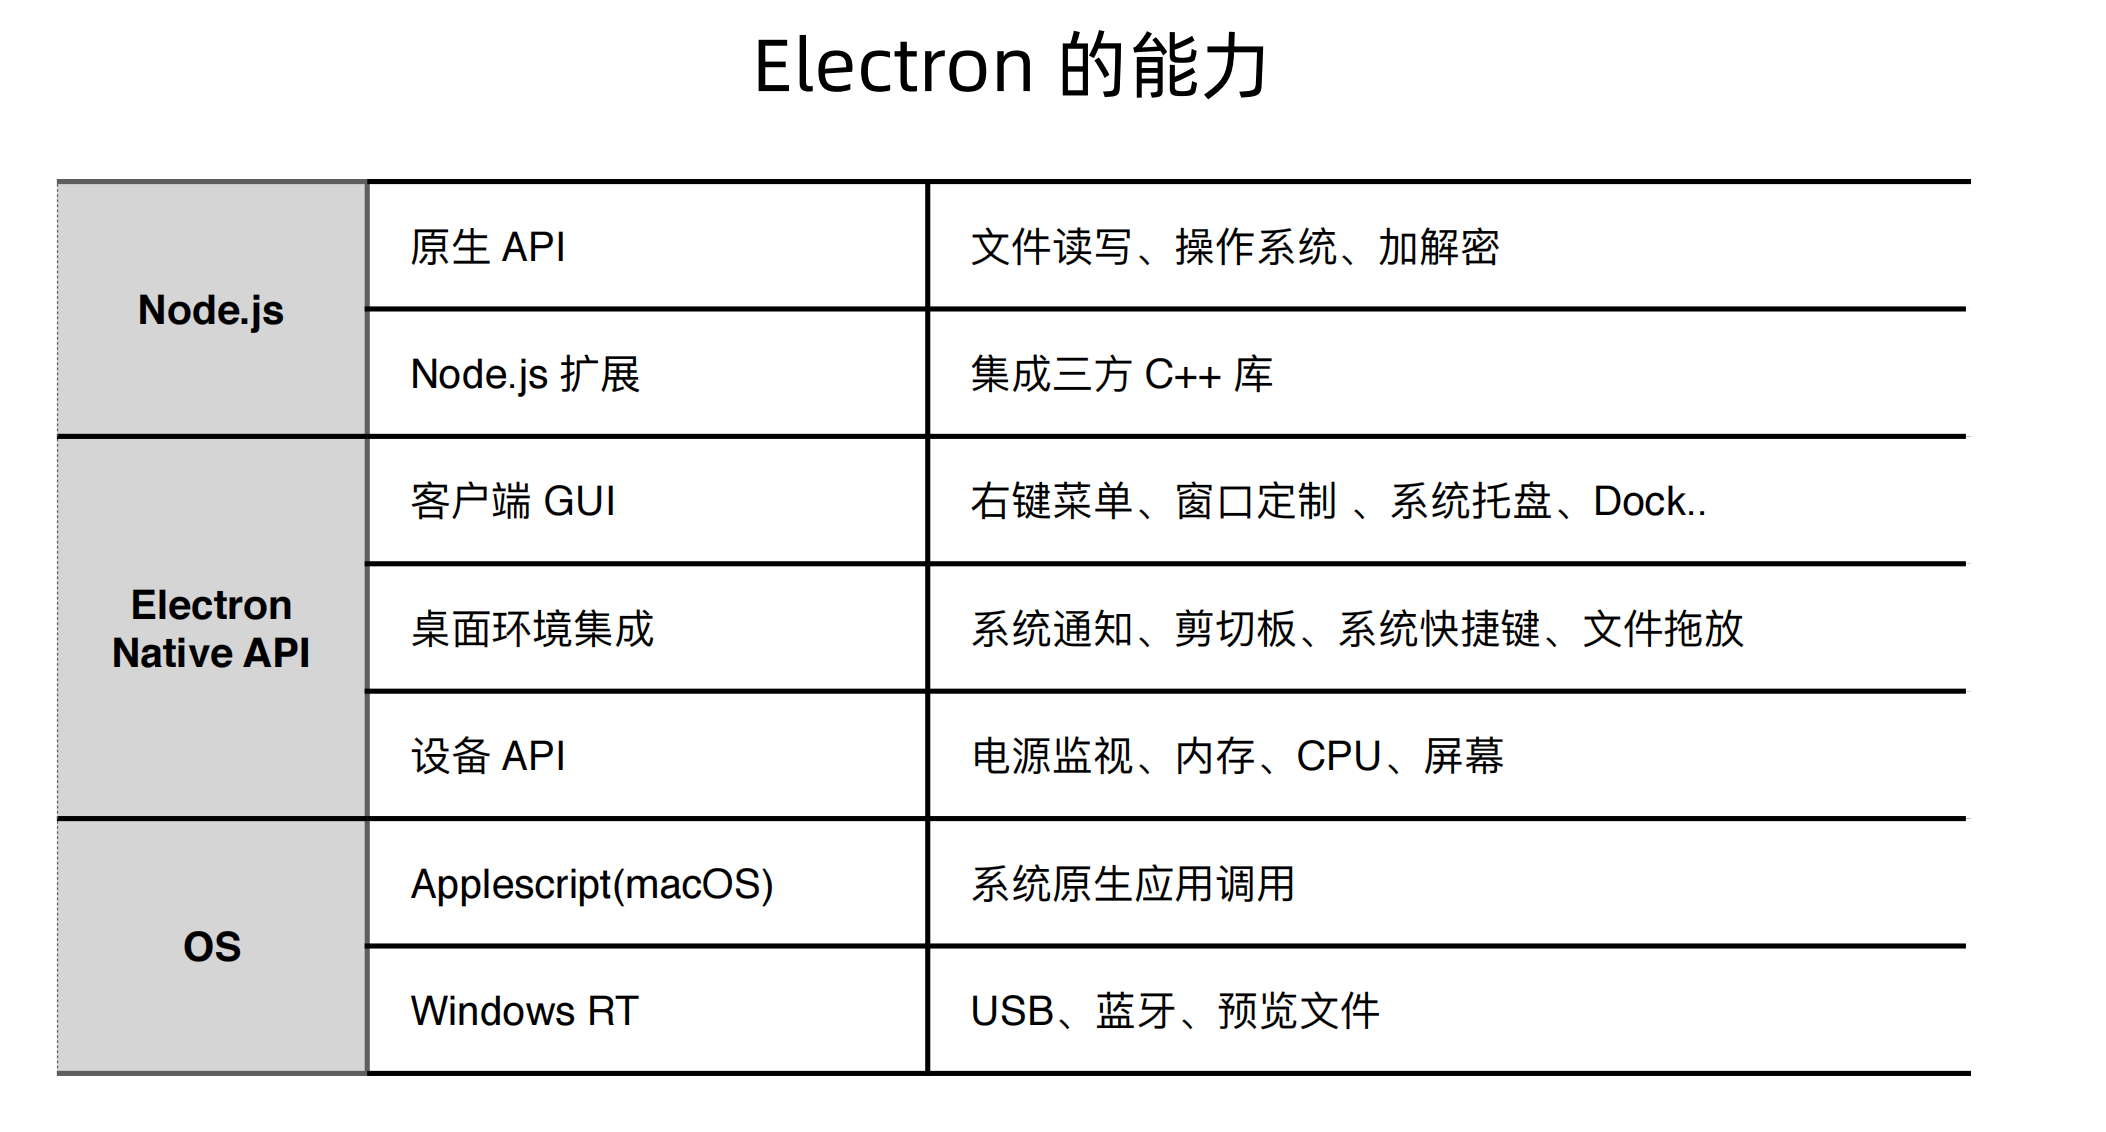 Electron 的能力
Node.js
原生 API
文件读写、操作系统、加解密
Node.js 扩展
集成三方 C++ 库
Electron
Native API
客户端 GUI
右键菜单、窗口定制 、系统托盘、Dock..
桌面环境集成
系统通知、剪切板、系统快捷键、文件拖放
设备 API
电源监视、内存、CPU、屏幕
OS
Applescript(macOS)
系统原生应用调用
Windows RT
USB、蓝牙、预览文件